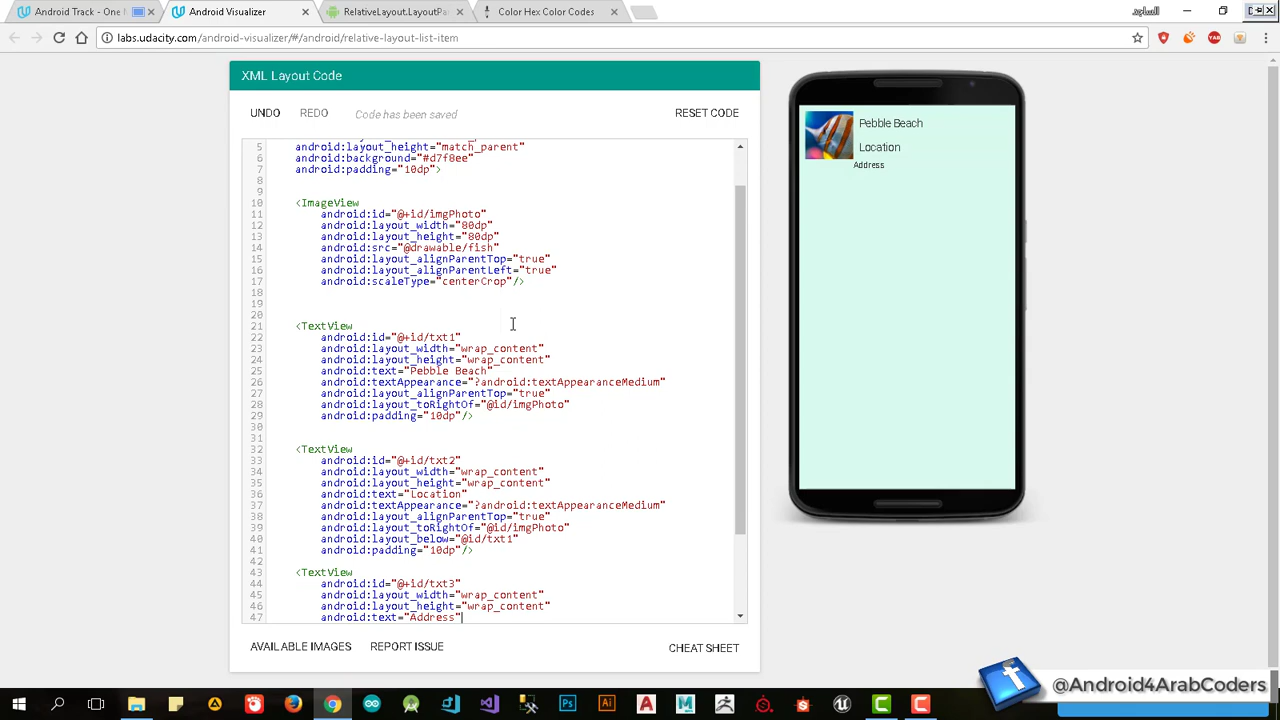 Android Track - One M
Android Visualizer
RelativeLayout.LayoutPa
Color Hex Color Codes
labs.udacity.com/android-visualizer/#/android/relative-layout-list-item
XML Layout Code
UNDO REDO Code has been saved RESET CODE
5 android:layout_height="match_parent"
6 android:background="#d7f8ee"
7 android:padding="10dp">
8
9
10 <ImageView
11 android:id="@+id/imgPhoto"
12 android:layout_width="80dp"
13 android:layout_height="80dp"
14 android:src="@drawable/fish"
15 android:layout_alignParentTop="true"
16 android:layout_alignParentLeft="true"
17 android:scaleType="centerCrop"/>
18
19
20
21 <TextView
22 android:id="@+id/txt1"
23 android:layout_width="wrap_content"
24 android:layout_height="wrap_content"
25 android:text="Pebble Beach"
26 android:textAppearance="?android:textAppearanceMedium"
27 android:layout_alignParentTop="true"
28 android:layout_toRightOf="@id/imgPhoto"
29 android:padding="10dp"/>
30
31
32 <TextView
33 android:id="@+id/txt2"
34 android:layout_width="wrap_content"
35 android:layout_height="wrap_content"
36 android:text="Location"
37 android:textAppearance="?android:textAppearanceMedium"
38 android:layout_alignParentTop="true"
39 android:layout_toRightOf="@id/imgPhoto"
40 android:layout_below="@id/txt1"
41 android:padding="10dp"/>
42
43 <TextView
44 android:id="@+id/txt3"
45 android:layout_width="wrap_content"
46 android:layout_height="wrap_content"
47 android:text="Address"
AVAILABLE IMAGES REPORT ISSUE CHEAT SHEET
Pebble Beach
Location
Address
@Android4ArabCoders